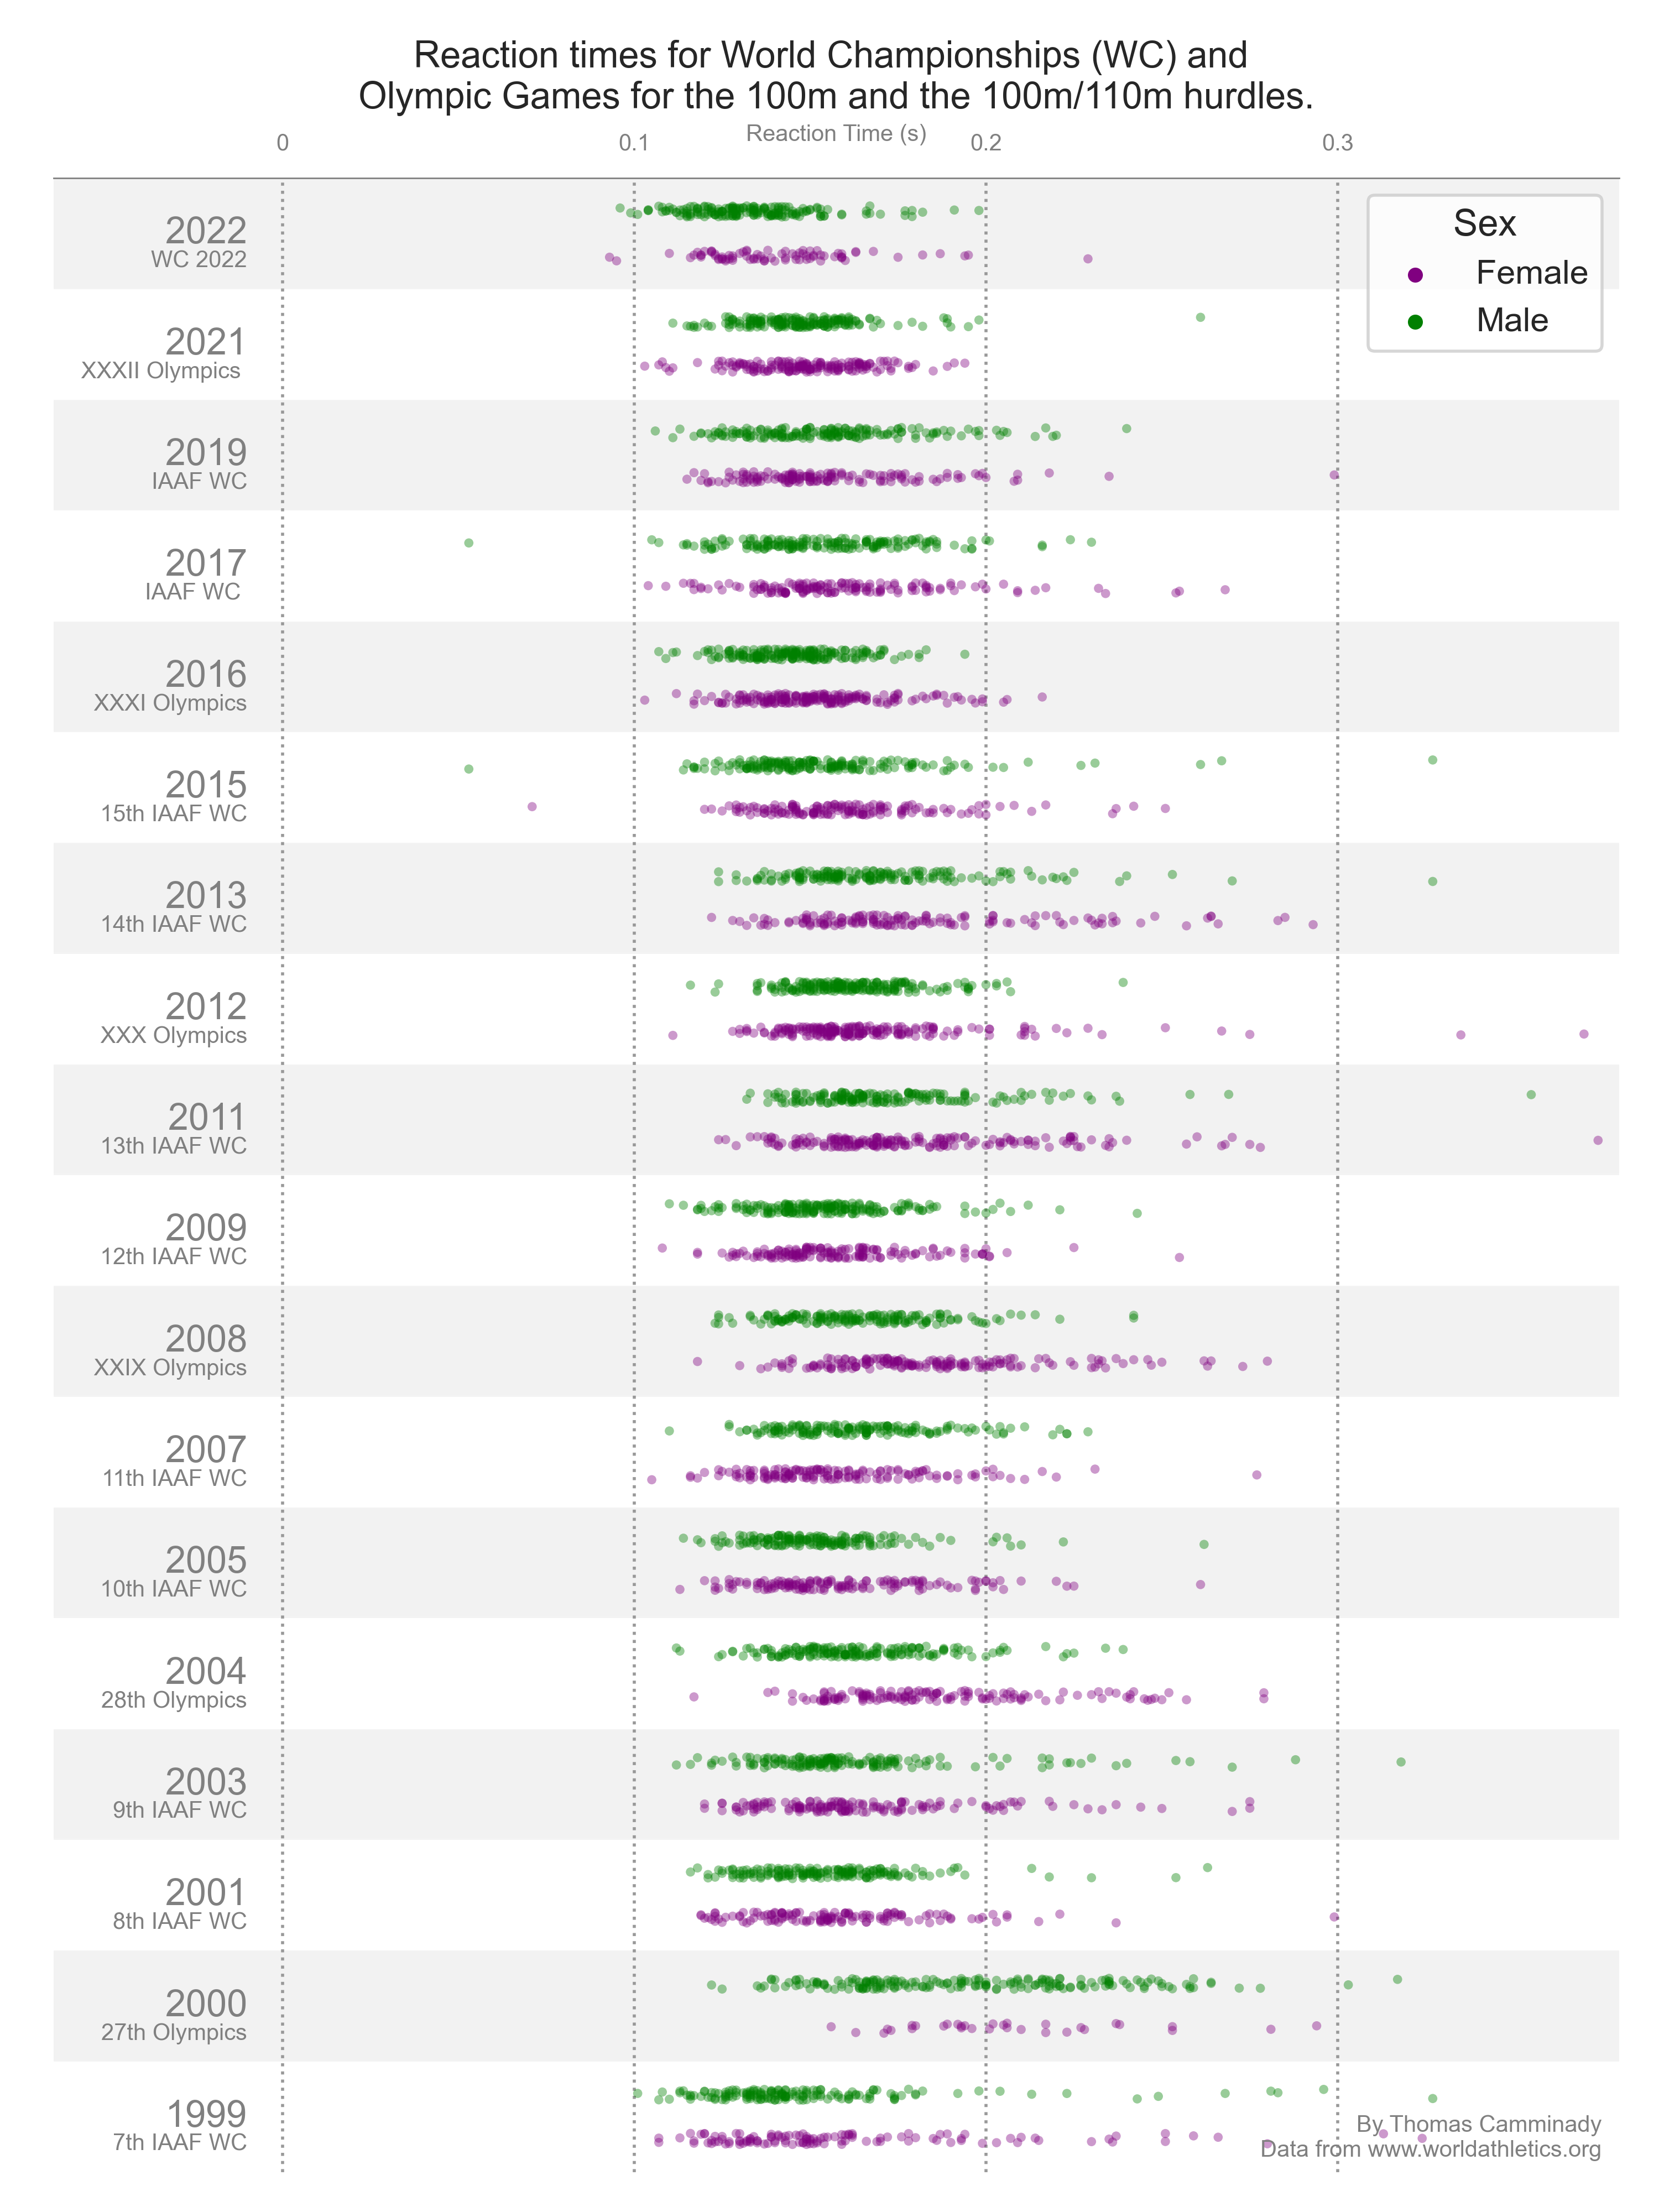 Reaction times for World Championships (WC) and
Olympic Games for the 100m and the 100m/110m hurdles.
Reaction Time (s)
0 0.1 0.2 0.3
Sex
Female
Male
2022
WC 2022
2021
XXXII Olympics
2019
IAAF WC
2017
IAAF WC
2016
XXXI Olympics
2015
15th IAAF WC
2013
14th IAAF WC
2012
XXX Olympics
2011
13th IAAF WC
2009
12th IAAF WC
2008
XXIX Olympics
2007
11th IAAF WC
2005
10th IAAF WC
2004
28th Olympics
2003
9th IAAF WC
2001
8th IAAF WC
2000
27th Olympics
1999
7th IAAF WC
By Thomas Camminady
Data from www.worldathletics.org